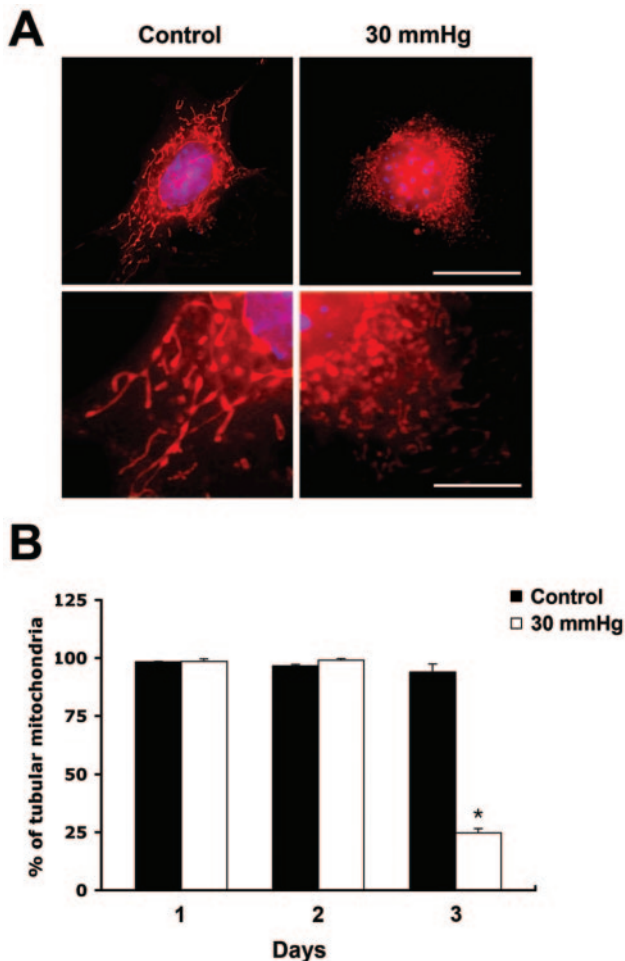 A
Control 30 mmHg
B
Control
30 mmHg
125
100
75
50
25
0
% of tubular mitochondria
*
1 2 3
Days